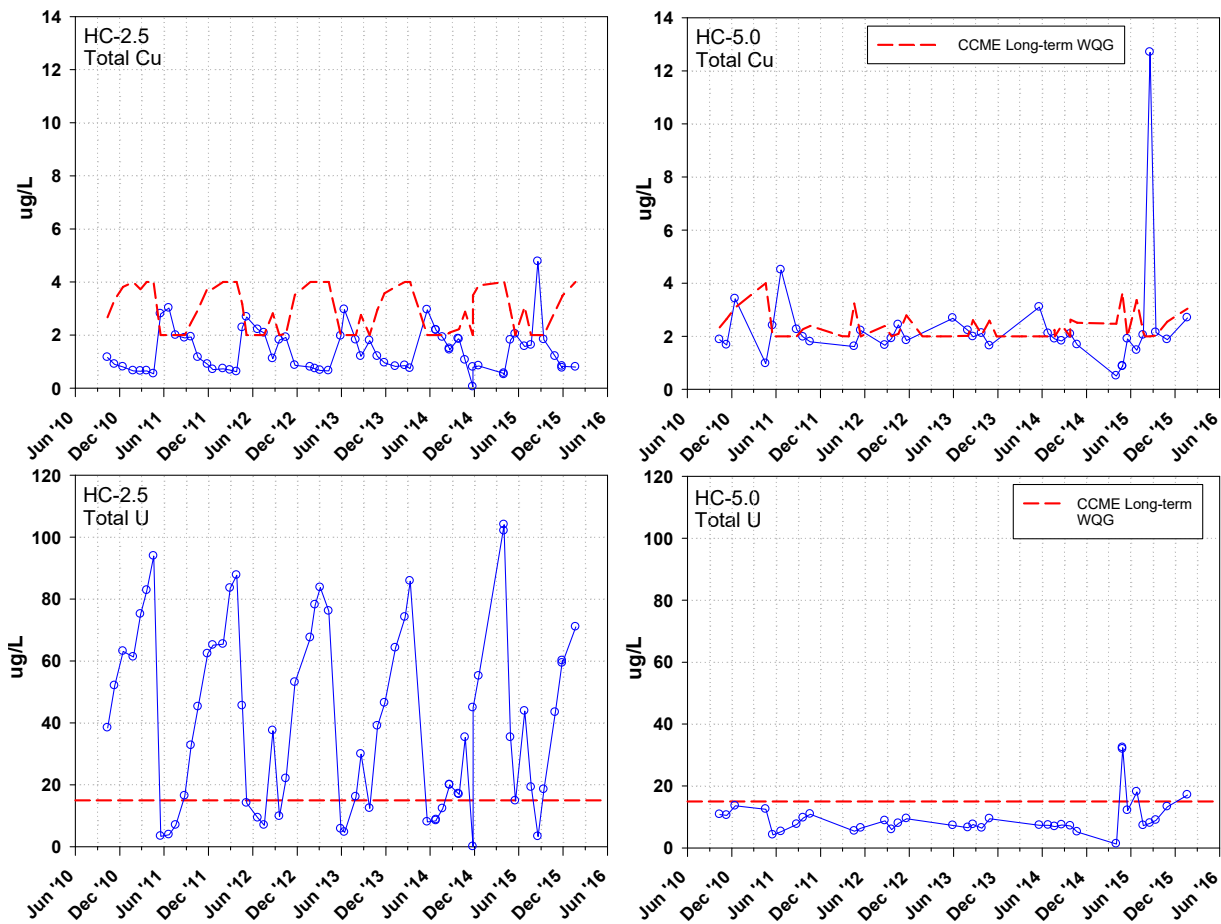 HC-2.5
Total Cu
ug/L
14
12
10
8
6
4
2
0
Jun '10
Dec '10
Jun '11
Dec '11
Jun '12
Dec '12
Jun '13
Dec '13
Jun '14
Dec '14
Jun '15
Dec '15
Jun '16
HC-5.0
Total Cu
CCME Long-term WQG
ug/L
14
12
10
8
6
4
2
0
Jun '10
Dec '10
Jun '11
Dec '11
Jun '12
Dec '12
Jun '13
Dec '13
Jun '14
Dec '14
Jun '15
Dec '15
Jun '16
HC-2.5
Total U
ug/L
120
100
80
60
40
20
0
Jun '10
Dec '10
Jun '11
Dec '11
Jun '12
Dec '12
Jun '13
Dec '13
Jun '14
Dec '14
Jun '15
Dec '15
Jun '16
HC-5.0
Total U
CCME Long-term
WQG
ug/L
120
100
80
60
40
20
0
Jun '10
Dec '10
Jun '11
Dec '11
Jun '12
Dec '12
Jun '13
Dec '13
Jun '14
Dec '14
Jun '15
Dec '15
Jun '16